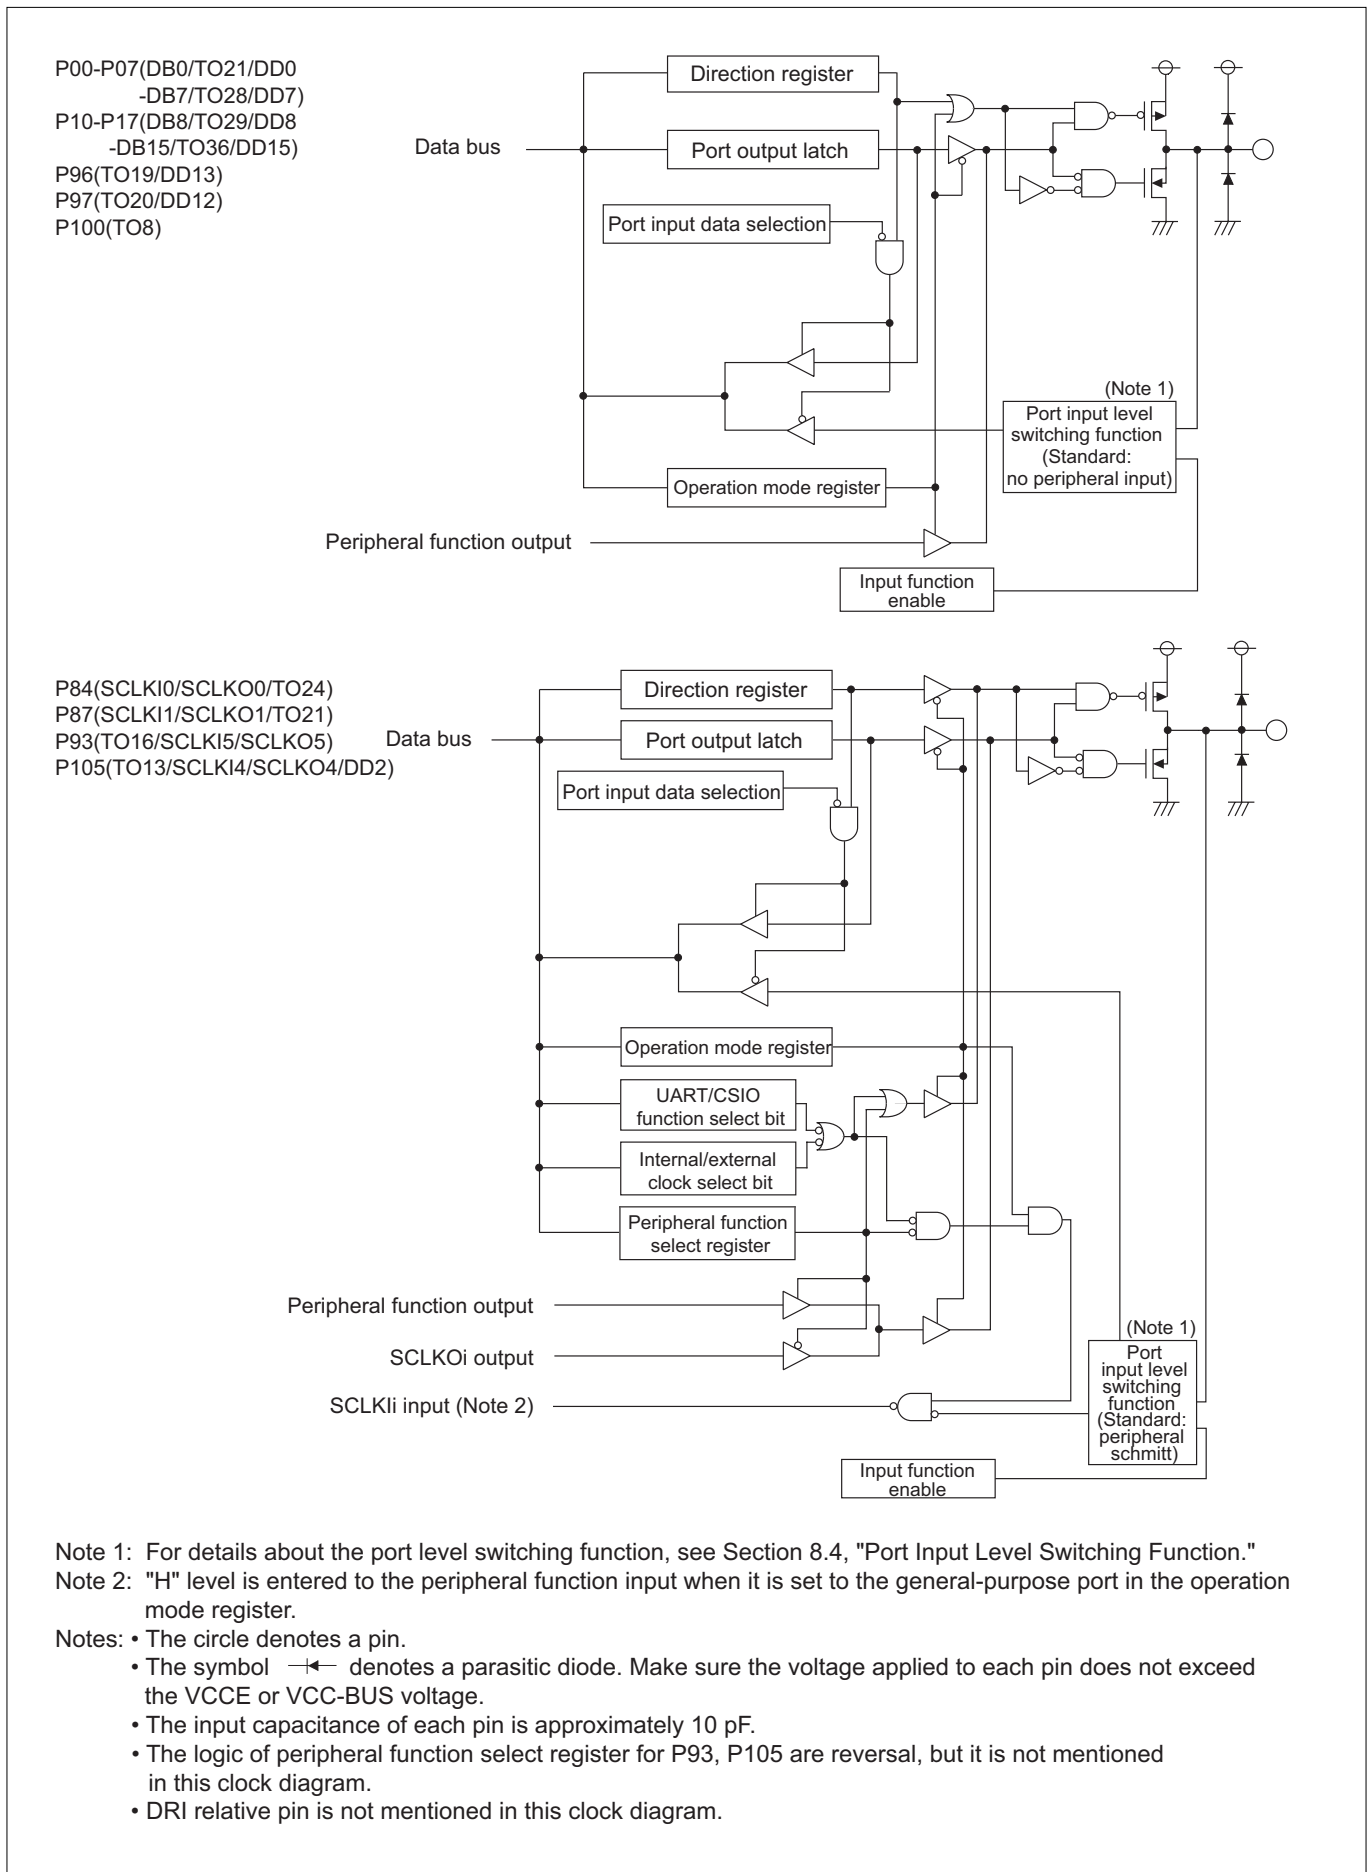 P00-P07(DB0/TO21/DD0
-DB7/TO28/DD7)
P10-P17(DB8/TO29/DD8
-DB15/TO36/DD15)
P96(TO19/DD13)
P97(TO20/DD12)
P100(TO8)
Data bus
Direction register
Port output latch
Port input data selection
(Note 1)
Port input level
switching function
(Standard:
no peripheral input)
Operation mode register
Peripheral function output
Input function
enable
P84(SCLKI0/SCLKO0/TO24)
P87(SCLKI1/SCLKO1/TO21)
P93(TO16/SCLKI5/SCLKO5)
P105(TO13/SCLKI4/SCLKO4/DD2)
Data bus
Direction register
Port output latch
Port input data selection
Operation mode register
UART/CSIO
function select bit
Internal/external
clock select bit
Peripheral function
select register
Peripheral function output
SCLKOi output
SCLKIi input (Note 2)
(Note 1)
Port
input level
switching
function
(Standard:
peripheral
schmitt)
Input function
enable
Note 1: For details about the port level switching function, see Section 8.4, "Port Input Level Switching Function."
Note 2: "H" level is entered to the peripheral function input when it is set to the general-purpose port in the operation
mode register.
Notes: • The circle denotes a pin.
• The symbol denotes a parasitic diode. Make sure the voltage applied to each pin does not exceed
the VCCE or VCC-BUS voltage.
• The input capacitance of each pin is approximately 10 pF.
• The logic of peripheral function select register for P93, P105 are reversal, but it is not mentioned
in this clock diagram.
• DRI relative pin is not mentioned in this clock diagram.